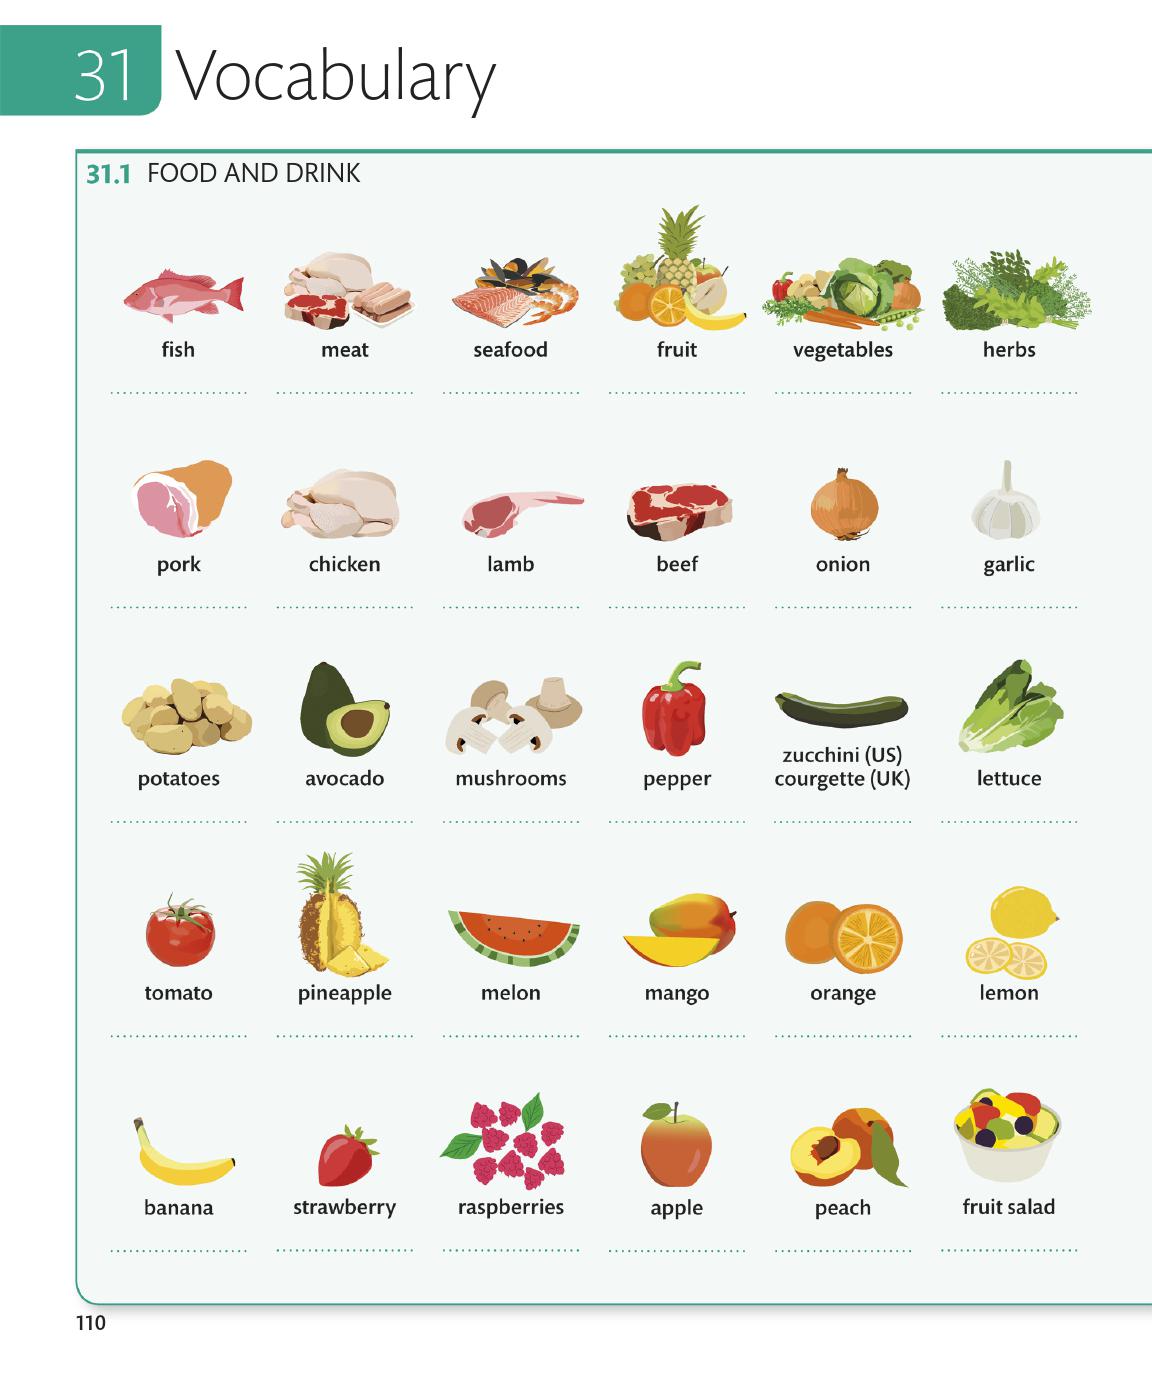 31 Vocabulary
31.1 FOOD AND DRINK
fish meat seafood fruit vegetables herbs
pork chicken lamb beef onion garlic
potatoes avocado mushrooms pepper zucchini (US)
courgette (UK) lettuce
tomato pineapple melon mango orange lemon
banana strawberry raspberries apple peach fruit salad
110